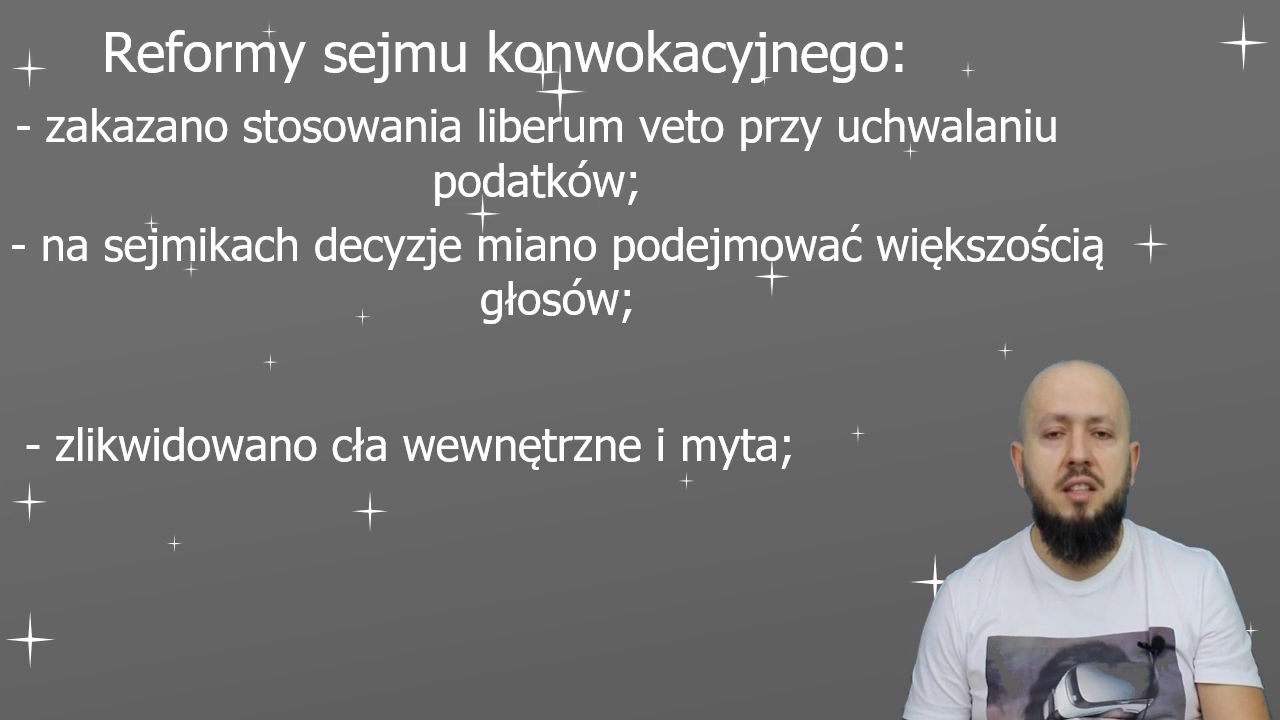 Reformy sejmu konwokacyjnego:
- zakazano stosowania liberum veto przy uchwalaniu
podatków;
- na sejmikach decyzje miano podejmować większością
głosów;
- zlikwidowano cła wewnętrzne i myta;